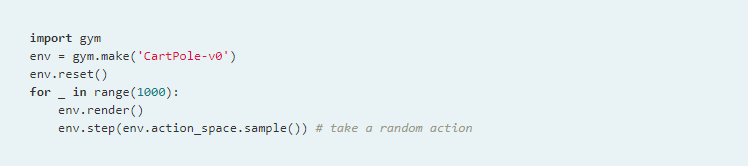 import gym
env = gym.make('CartPole-v0')
env.reset()
for _ in range(1000):
    env.render()
    env.step(env.action_space.sample()) # take a random action